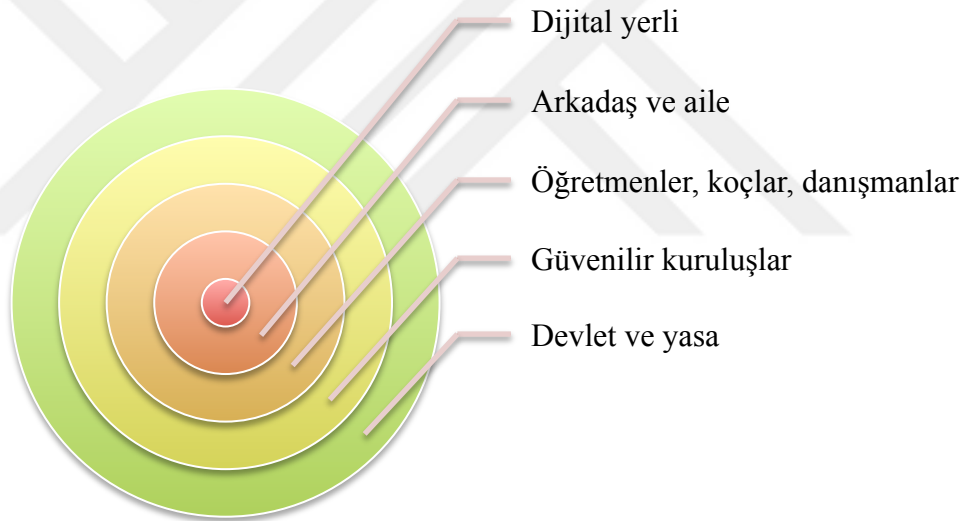 Dijital yerli
Arkadaş ve aile
Öğretmenler, koçlar, danışmanlar
Güvenilir kuruluşlar
Devlet ve yasa